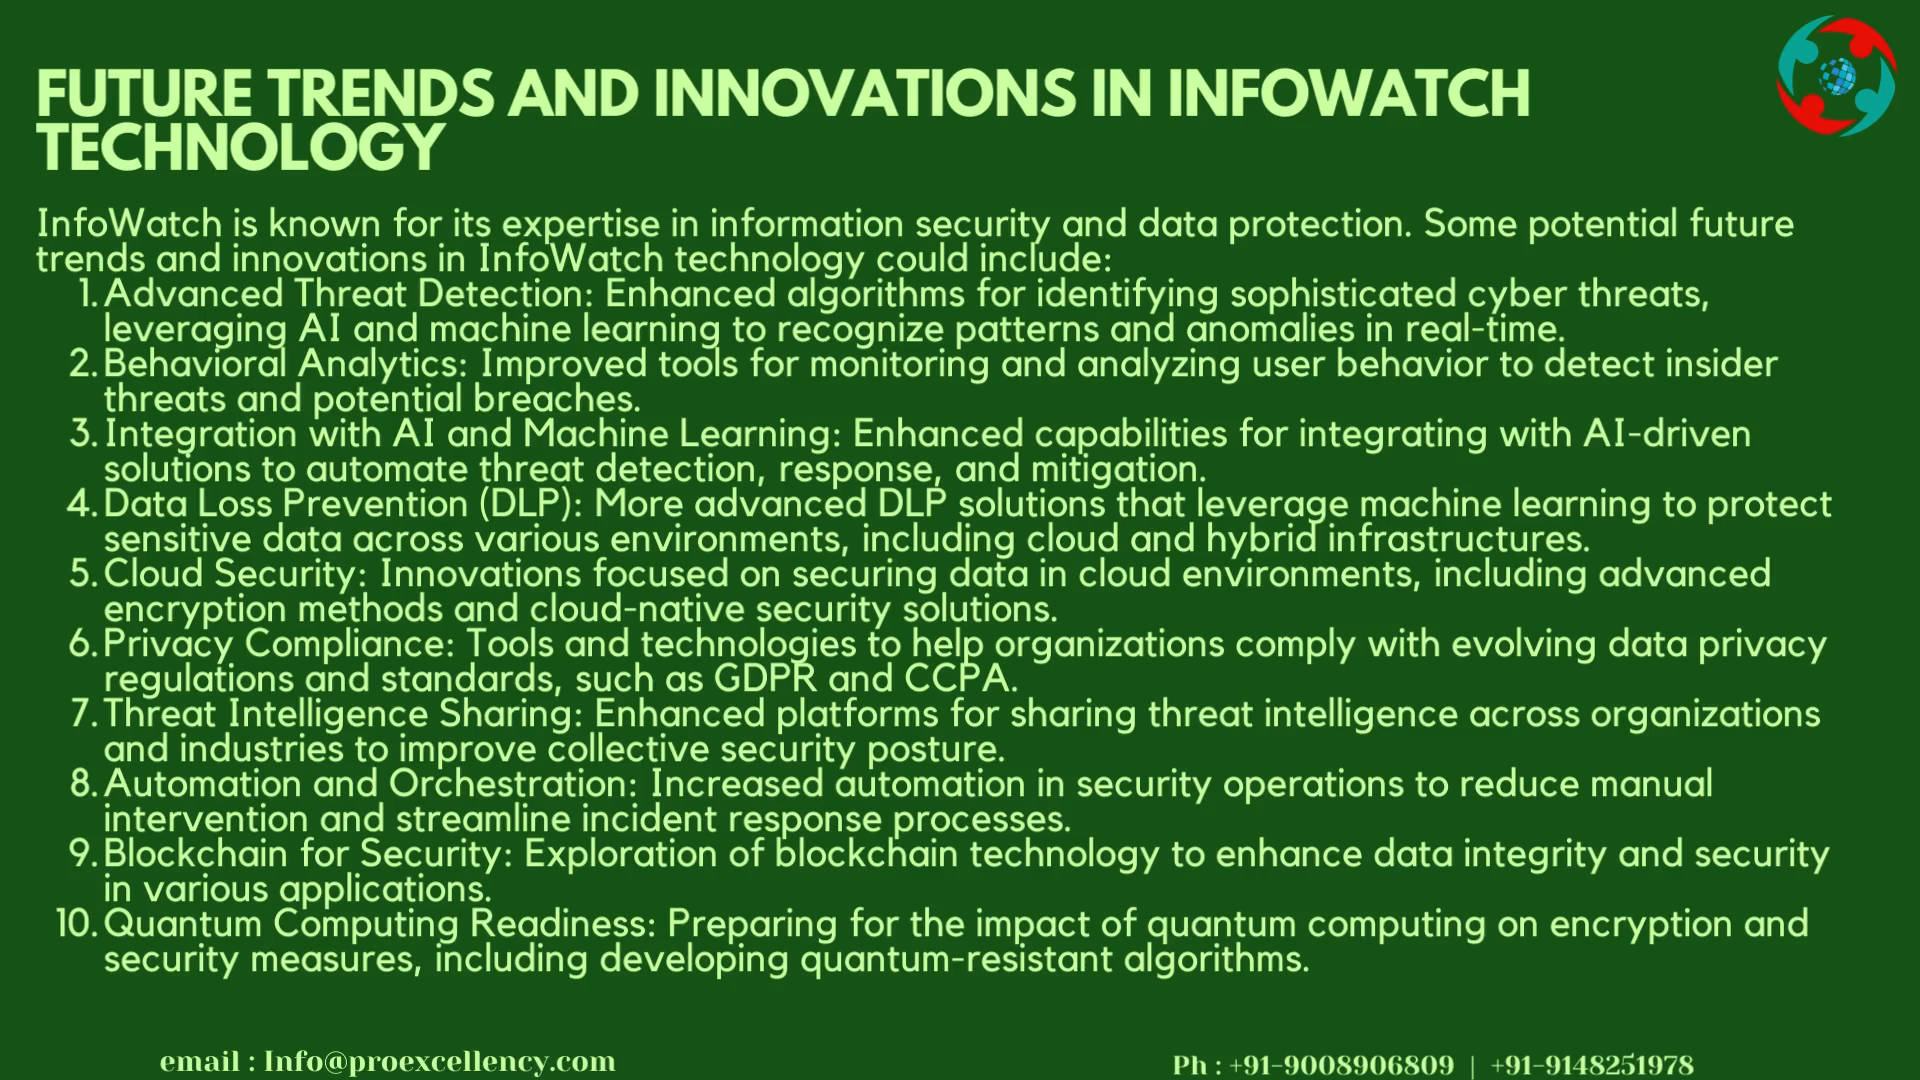 FUTURE TRENDS AND INNOVATIONS IN INFOWATCH
TECHNOLOGY
InfoWatch is known for its expertise in information security and data protection. Some potential future
trends and innovations in InfoWatch technology could include:
1. Advanced Threat Detection: Enhanced algorithms for identifying sophisticated cyber threats,
leveraging AI and machine learning to recognize patterns and anomalies in real-time.
2. Behavioral Analytics: Improved tools for monitoring and analyzing user behavior to detect insider
threats and potential breaches.
3. Integration with AI and Machine Learning: Enhanced capabilities for integrating with AI-driven
solutions to automate threat detection, response, and mitigation.
4. Data Loss Prevention (DLP): More advanced DLP solutions that leverage machine learning to protect
sensitive data across various environments, including cloud and hybrid infrastructures.
5. Cloud Security: Innovations focused on securing data in cloud environments, including advanced
encryption methods and cloud-native security solutions.
6. Privacy Compliance: Tools and technologies to help organizations comply with evolving data privacy
regulations and standards, such as GDPR and CCPA.
7. Threat Intelligence Sharing: Enhanced platforms for sharing threat intelligence across organizations
and industries to improve collective security posture.
8. Automation and Orchestration: Increased automation in security operations to reduce manual
intervention and streamline incident response processes.
9. Blockchain for Security: Exploration of blockchain technology to enhance data integrity and security
in various applications.
10. Quantum Computing Readiness: Preparing for the impact of quantum computing on encryption and
security measures, including developing quantum-resistant algorithms.
email : Info@proexcellency.com
Ph : +91-9008906809 | +91-9148251978